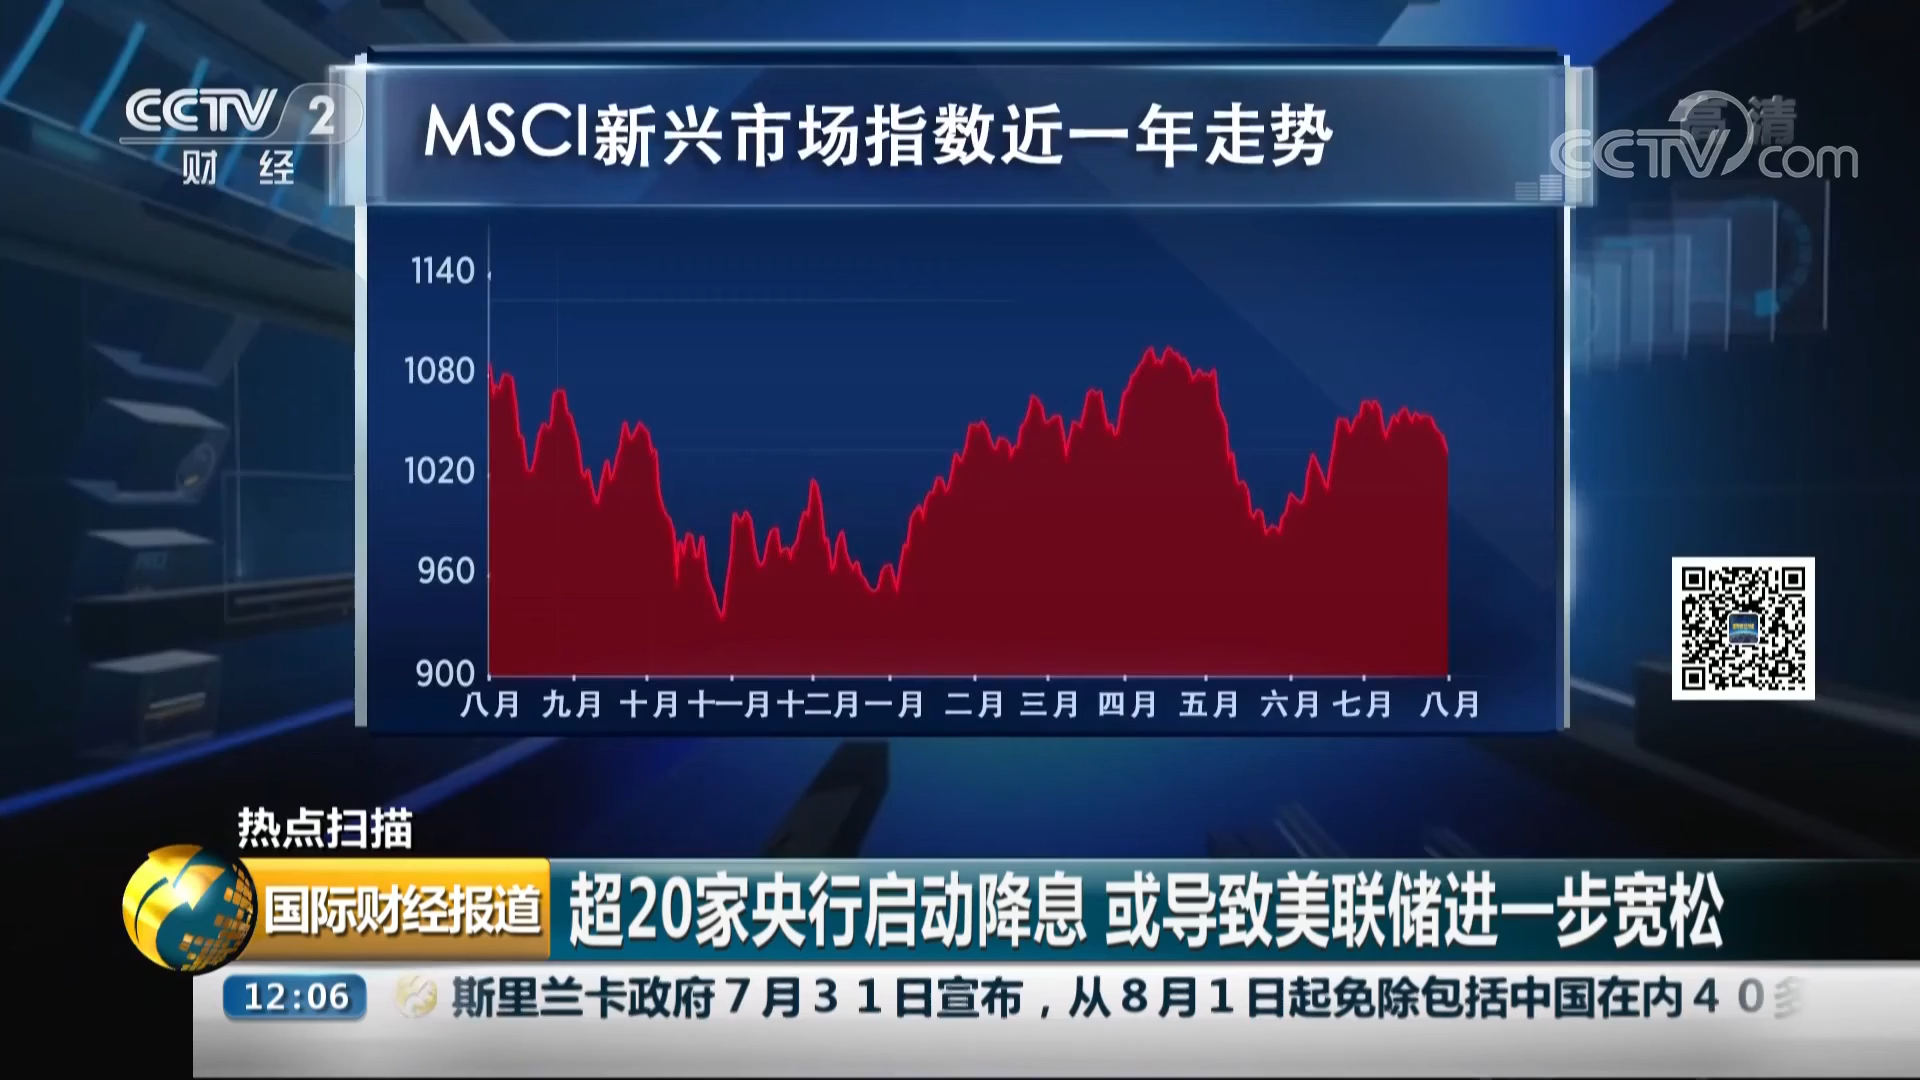 CCTV 2
财 经
MSCI新兴市场指数近一年走势
高清
CCTV.com
1140
1080
1020
960
900
八月 九月 十月 十一月 十二月 一月 二月 三月 四月 五月 六月 七月 八月
热点扫描
国际财经报道
超20家央行启动降息 或导致美联储进一步宽松
12:06
斯里兰卡政府7月31日宣布，从8月1日起免除包括中国在内40多